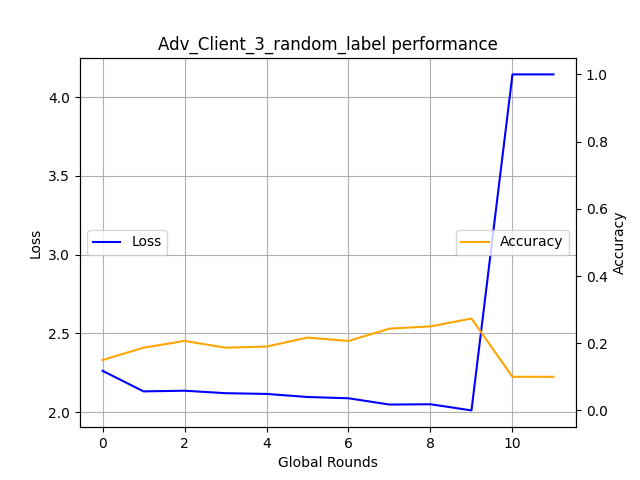 Adv_Client_3_random_label performance
Loss
4.0
3.5
3.0
2.5
2.0
Loss
Accuracy
1.0
0.8
0.6
0.4
0.2
0.0
Accuracy
0 2 4 6 8 10
Global Rounds